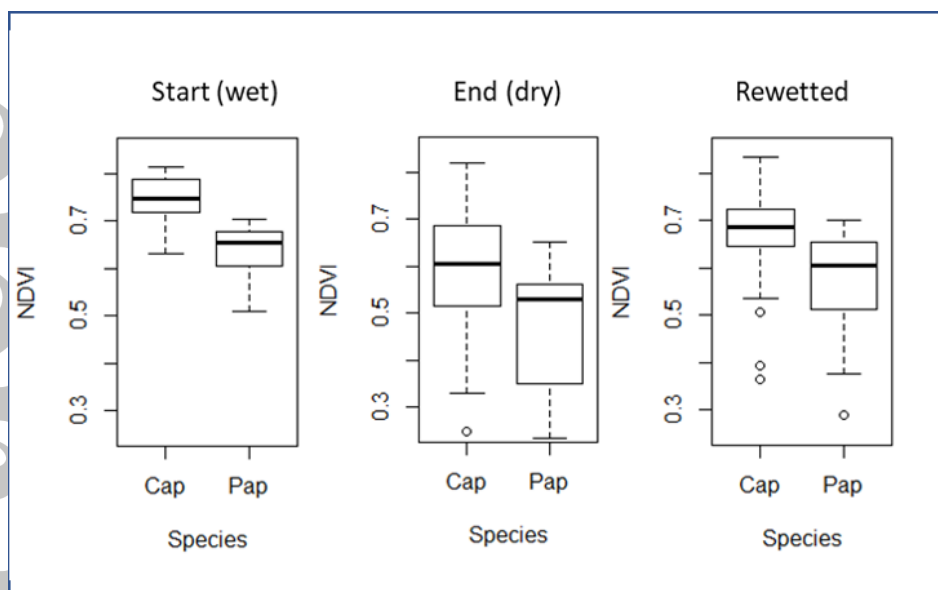 Start (wet)
End (dry)
Rewetted
NDVI
0.3
0.5
0.7
Cap
Pap
Species
NDVI
0.3
0.5
0.7
Cap
Pap
Species
NDVI
0.3
0.5
0.7
Cap
Pap
Species